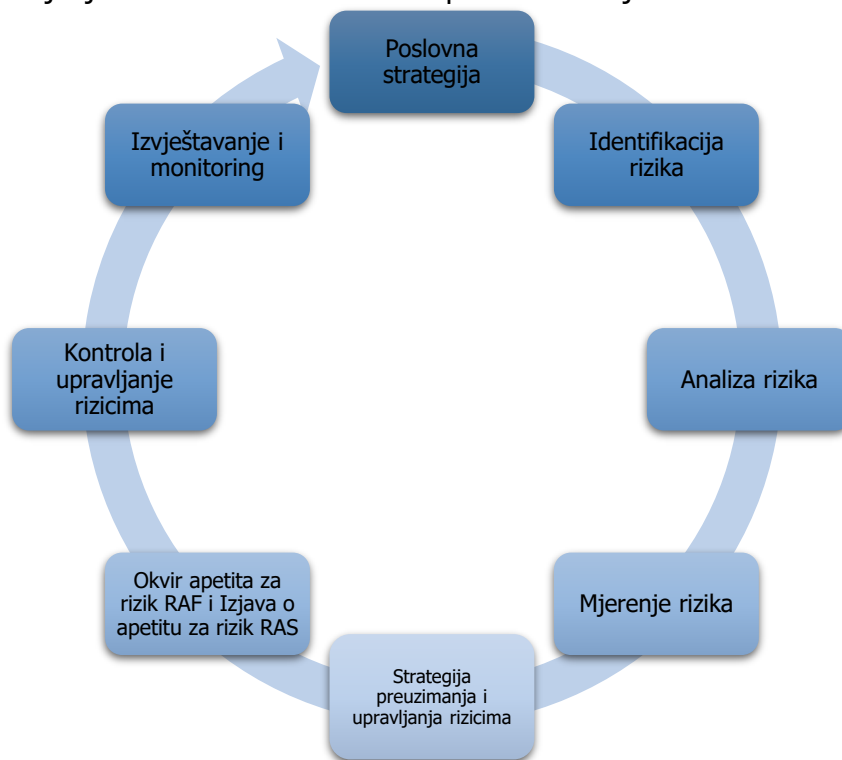 Poslovna
strategija
Identifikacija
rizika
Analiza rizika
Mjerenje rizika
Strategija
preuzimanja i
upravljanja rizicima
Okvir apetita za
rizik RAF i Izjava o
apetitu za rizik RAS
Kontrola i
upravljanje
rizicima
Izvještavanje i
monitoring